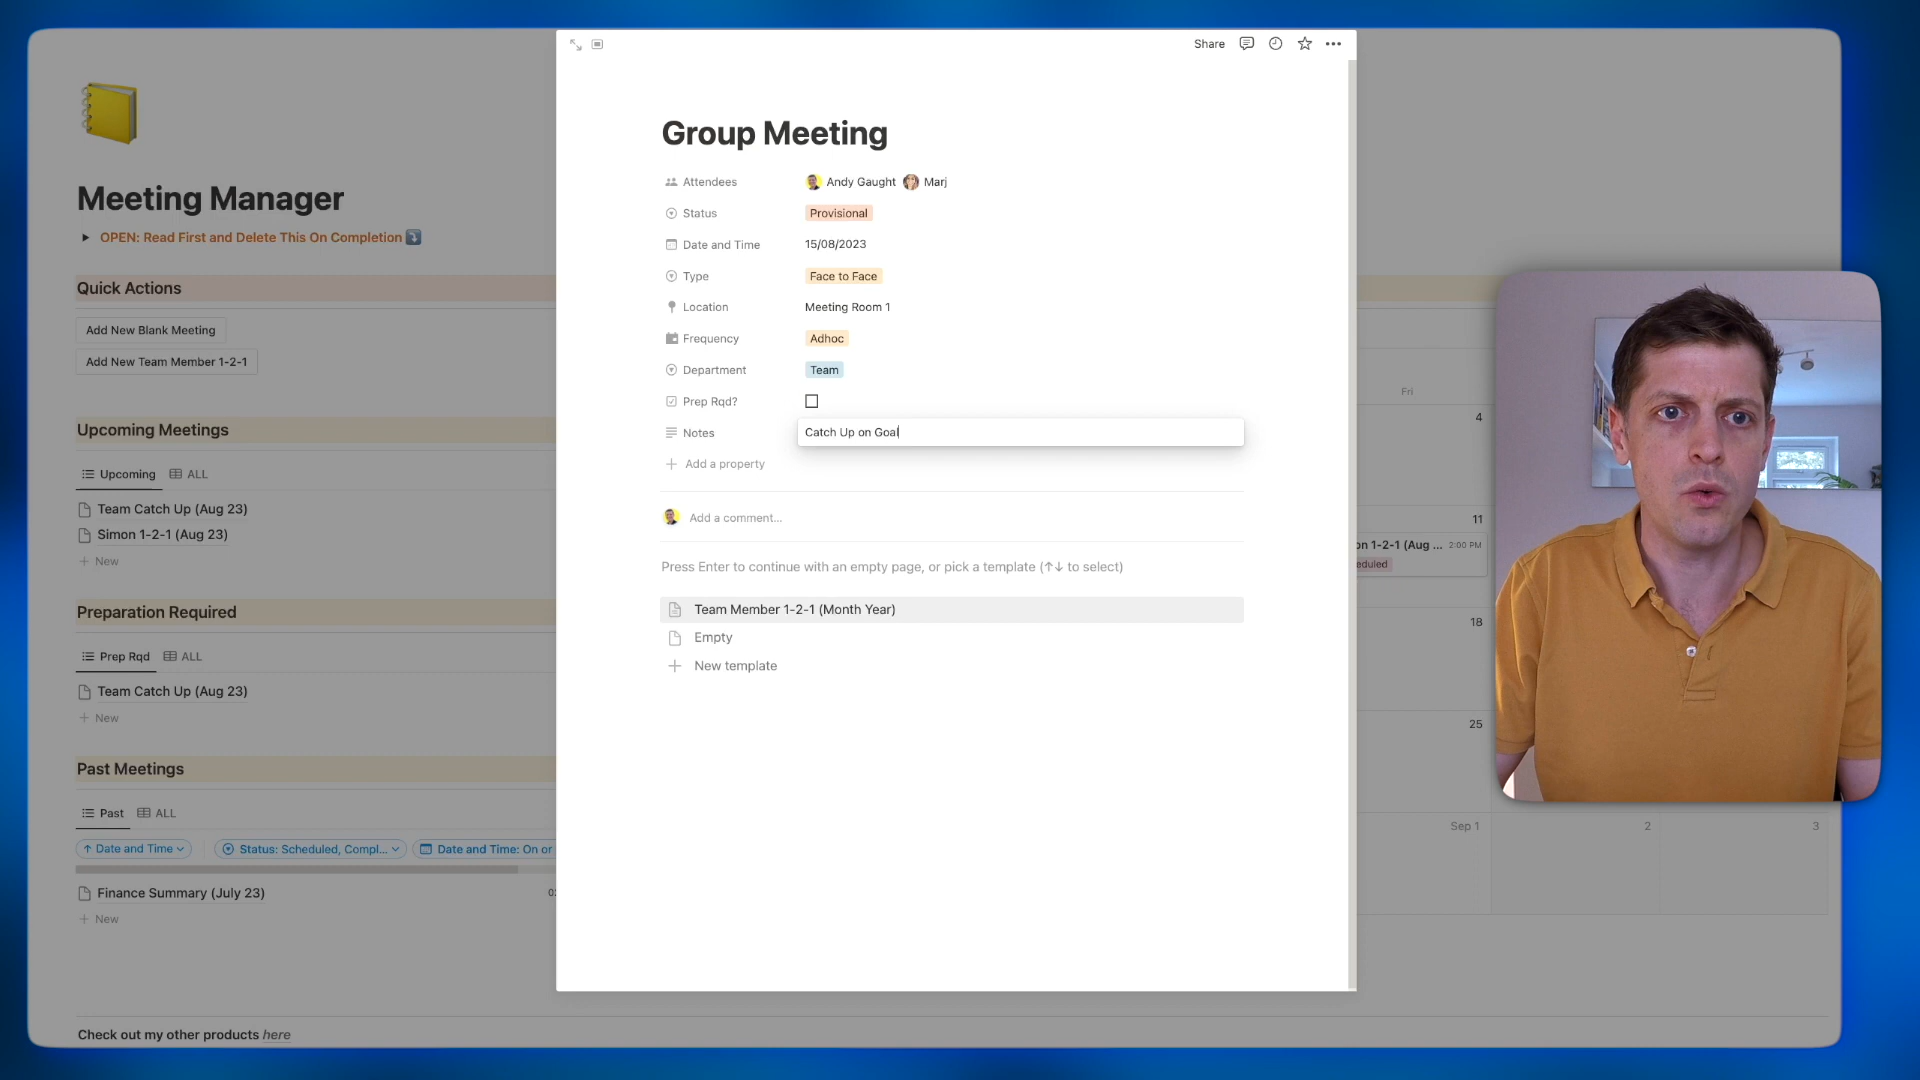 Share
Group Meeting
Attendees Andy Gaught Marj
Status Provisional
Date and Time 15/08/2023
Type Face to Face
Location Meeting Room 1
Frequency Adhoc
Department Team
Prep Rqd?
Notes Catch Up on Goal
Add a property
Add a comment...
Press Enter to continue with an empty page, or pick a template (↑↓ to select)
Team Member 1-2-1 (Month Year)
Empty
New template
Meeting Manager
OPEN: Read First and Delete This On Completion
Quick Actions
Add New Blank Meeting
Add New Team Member 1-2-1
Upcoming Meetings
Upcoming ALL
Team Catch Up (Aug 23)
Simon 1-2-1 (Aug 23)
New
Preparation Required
Prep Rqd ALL
Team Catch Up (Aug 23)
New
Past Meetings
Past ALL
↑ Date and Time Status: Scheduled, Compl... Date and Time: On or
Finance Summary (July 23)
New
Check out my other products here
Fri
4
11
on 1-2-1 (Aug ... 2:00 PM
eduled
18
25
Sep 1 2 3